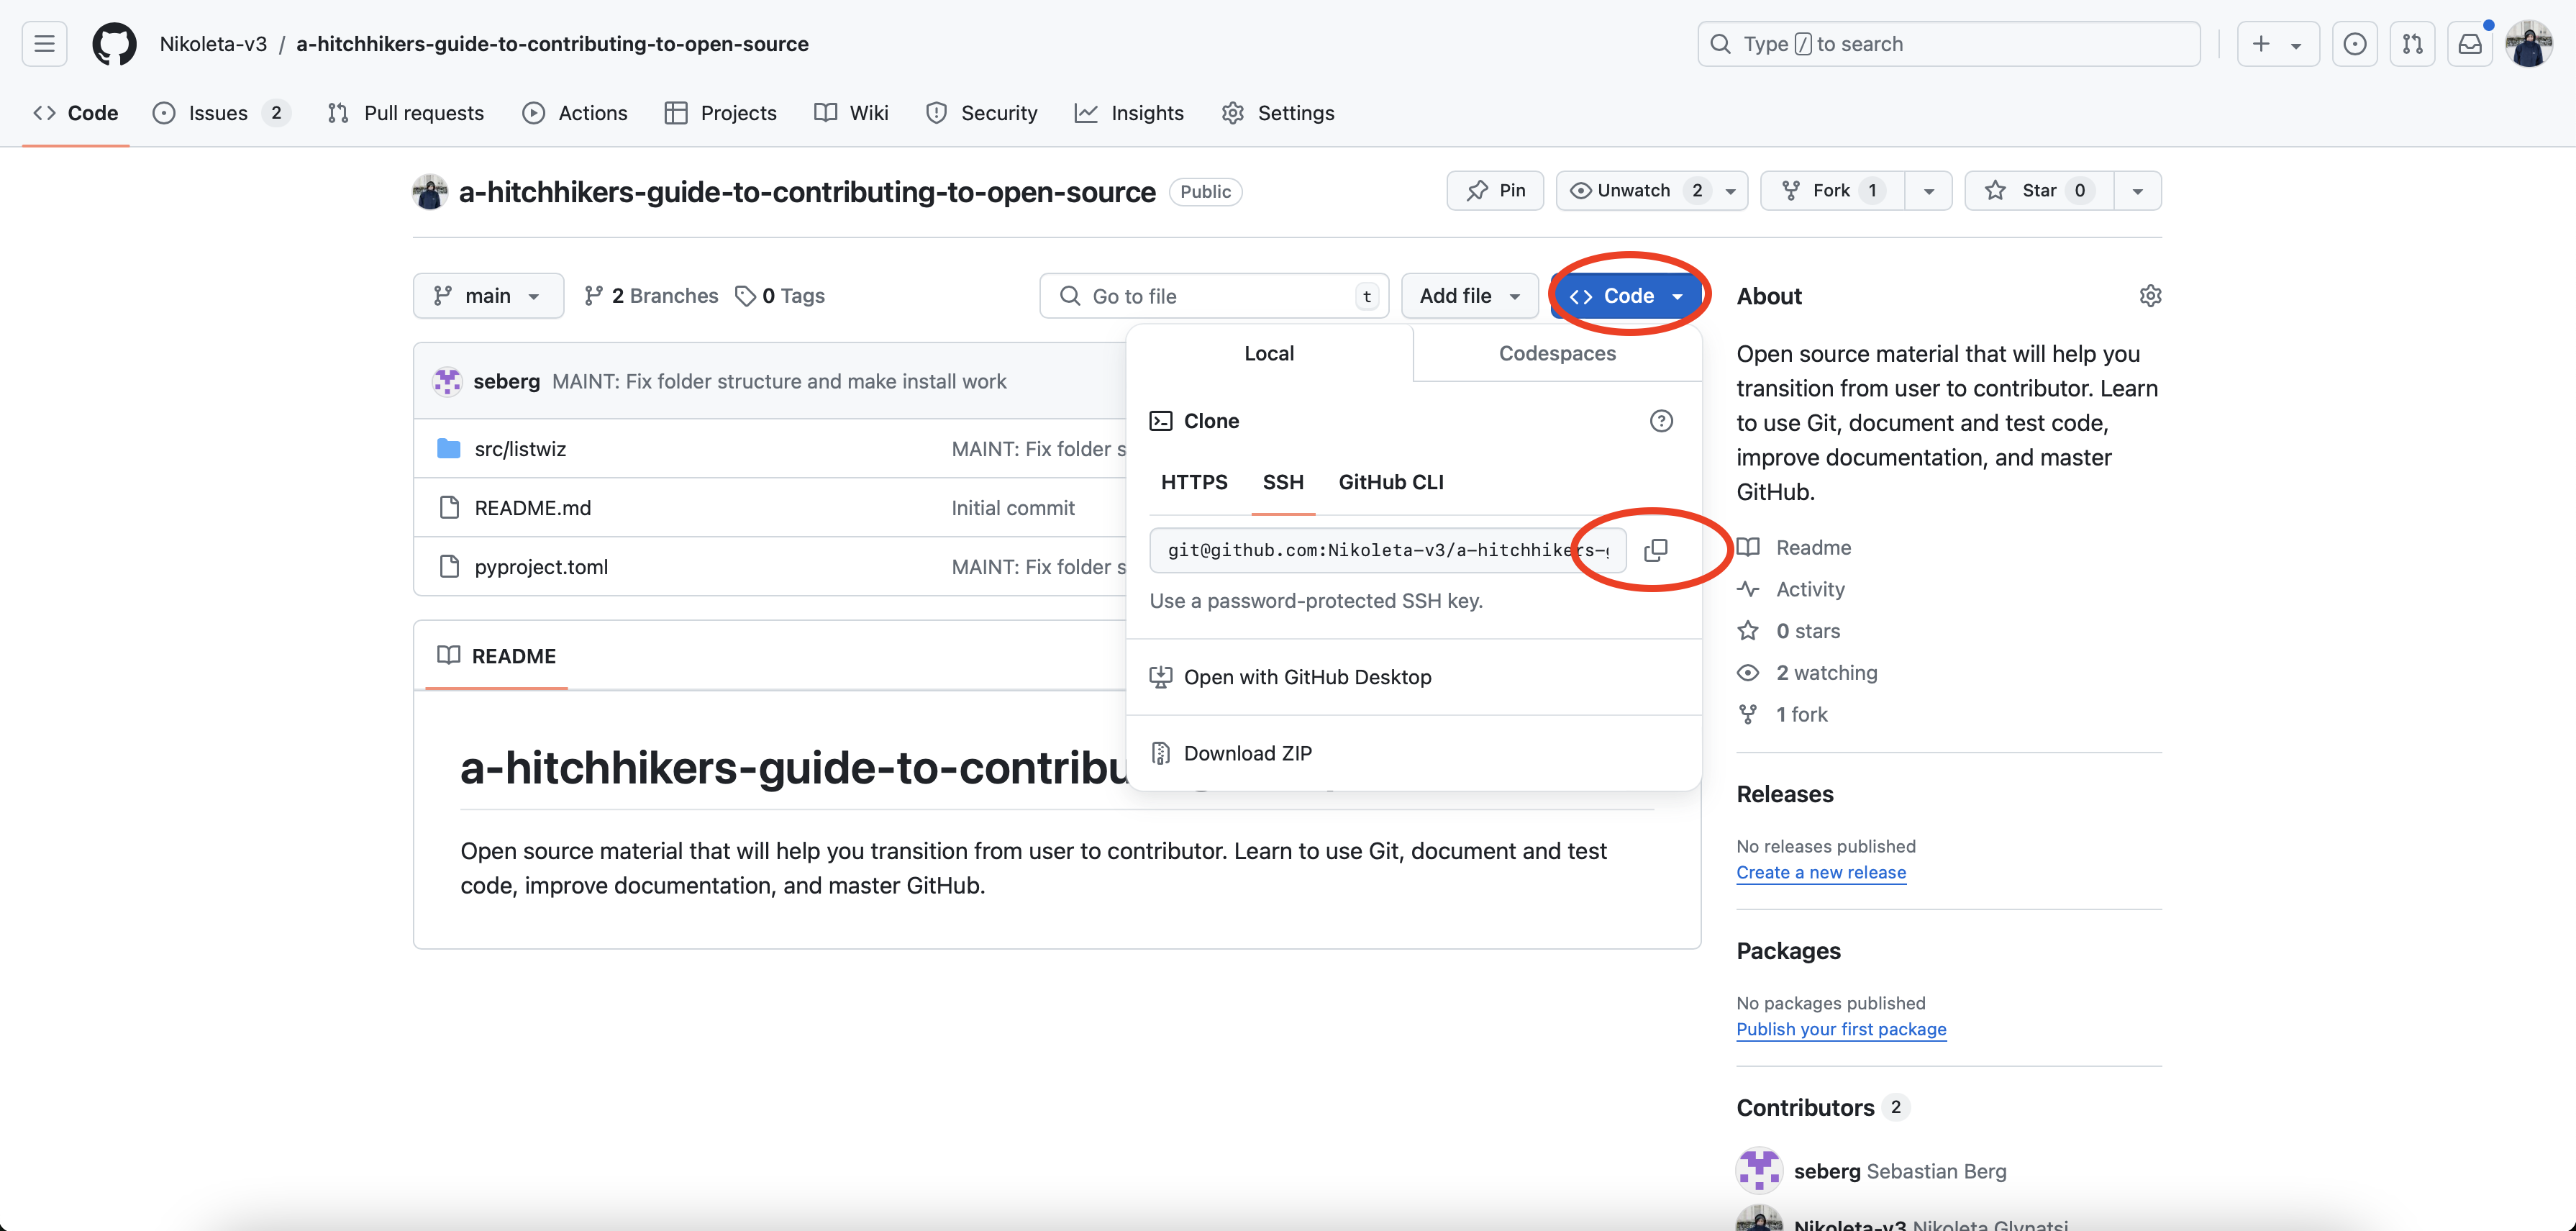 Nikoleta-v3 / a-hitchhikers-guide-to-contributing-to-open-source
Type / to search
Code Issues 2 Pull requests Actions Projects Wiki Security Insights Settings
a-hitchhikers-guide-to-contributing-to-open-source Public
Pin Unwatch 2 Fork 1 Star 0
main 2 Branches 0 Tags
Go to file t Add file Code
seberg MAINT: Fix folder structure and make install work
src/listwiz MAINT: Fix folder s
README.md Initial commit
pyproject.toml MAINT: Fix folder s
README
a-hitchhikers-guide-to-contribu
Open source material that will help you transition from user to contributor. Learn to use Git, document and test
code, improve documentation, and master GitHub.
Local Codespaces
Clone
HTTPS SSH GitHub CLI
git@github.com:Nikoleta-v3/a-hitchhikers-g
Use a password-protected SSH key.
Open with GitHub Desktop
Download ZIP
About
Open source material that will help you
transition from user to contributor. Learn
to use Git, document and test code,
improve documentation, and master
GitHub.
Readme
Activity
0 stars
2 watching
1 fork
Releases
No releases published
Create a new release
Packages
No packages published
Publish your first package
Contributors 2
seberg Sebastian Berg
Nikoleta-v3 Nikoleta Glynatsi